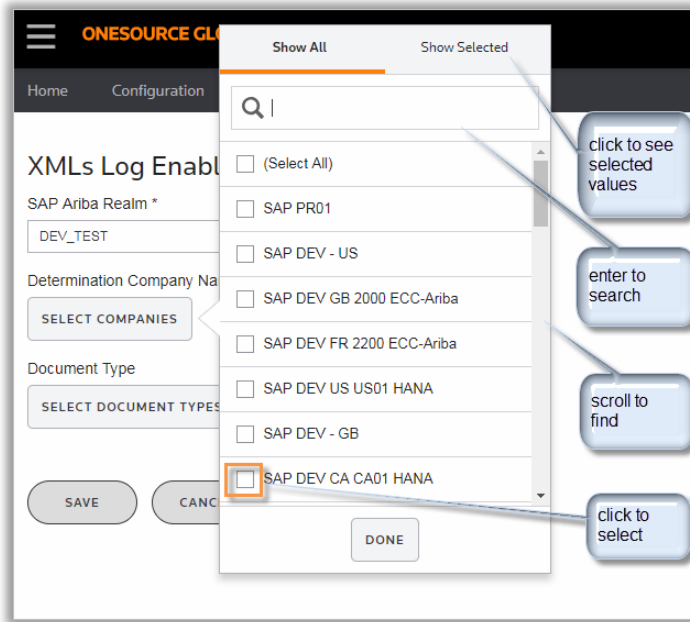 ONESOURCE GLO
Show All
Show Selected
Home
Configuration
XMLs Log Enabl
SAP Ariba Realm *
DEV_TEST
Determination Company Na
SELECT COMPANIES
Document Type
SELECT DOCUMENT TYPES
SAVE
CANC
(Select All)
SAP PR01
SAP DEV - US
SAP DEV GB 2000 ECC-Ariba
SAP DEV FR 2200 ECC-Ariba
SAP DEV US US01 HANA
SAP DEV - GB
SAP DEV CA CA01 HANA
DONE
click to see
selected
values
enter to
search
scroll to
find
click to
select